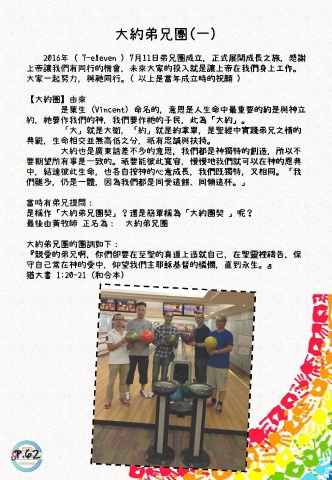 大約弟兄團(一)
2016年 ( 7-eleven ) 7月11日弟兄團成立，正式展開成長之旅，感謝
上帝讓我們有同行的機會，未來大家的投入就是讓上帝在我們身上工作。
大家一起努力，與祂同行。( 以上是當年成立時的祝願 )
【大約團】由來
是葉生 (Vincent) 命名的，意思是人生中最重要的約是與神立
約，祂要作我們的神，我們要作祂的子民，此為「大約」。
「大」就是大衛，「約」就是約拿單，是聖經中實踐弟兄之情的
典範，生命相交並無高低之分，祇有忠誠與扶持。
大約也是廣東話差不多的意思，我們都是神獨特的創造，所以不
要期望所有事是一致的。祇要能彼此寬容，慢慢地我們就可以在神的恩典
中，結連彼此生命，也各自按神的心意成長，我們既獨特，又相同。「我
們雖多，仍是一體，因為我們都是同受這餅、同領這杯。」
當時有弟兄提問：
是稱作「大約弟兄團契」？還是簡單稱為「大約團契 」呢？
最後由黃牧師 正名為： 大約弟兄團
大約弟兄團的團訓如下：
『親愛的弟兄啊，你們卻要在至聖的真道上造就自己，在聖靈裡禱告，保
守自己常在神的愛中，仰望我們主耶穌基督的憐憫，直到永生。』
猶大書 1:20-21 (和合本)
P.62